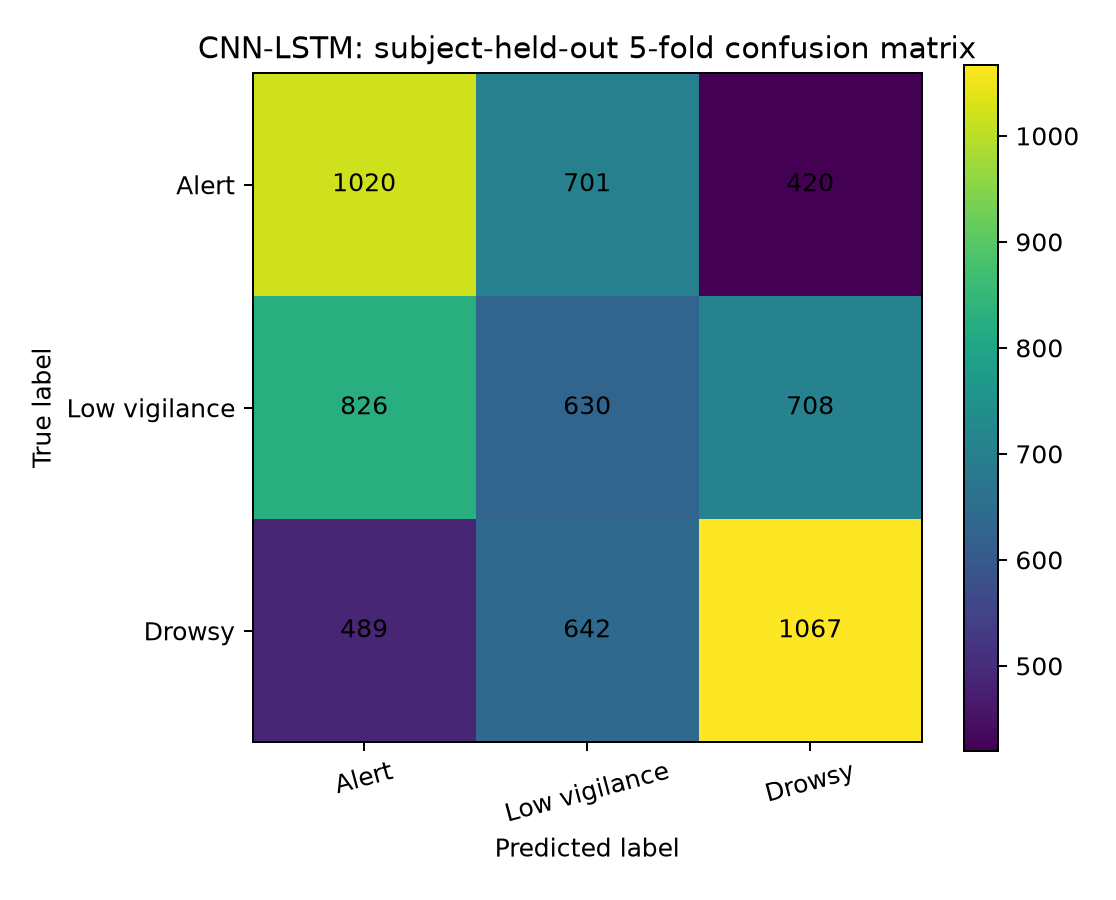 CNN-LSTM: subject-held-out 5-fold confusion matrix
Alert 1020 701 420
Low vigilance 826 630 708
Drowsy 489 642 1067
Alert Low vigilance Drowsy
Predicted label
True label
1000
900
800
700
600
500